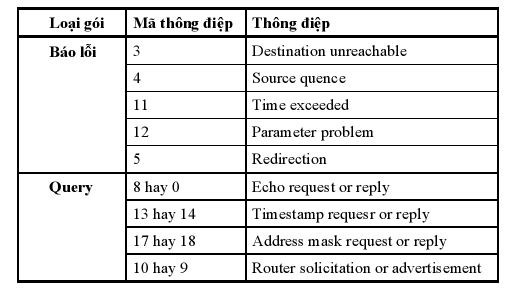 Loại gói Mã thông điệp Thông điệp
Báo lỗi 3 Destination unreachable
4 Source quence
11 Time exceeded
12 Parameter problem
5 Redirection
Query 8 hay 0 Echo request or reply
13 hay 14 Timestamp requesr or reply
17 hay 18 Address mask request or reply
10 hay 9 Router solicitation or advertisement